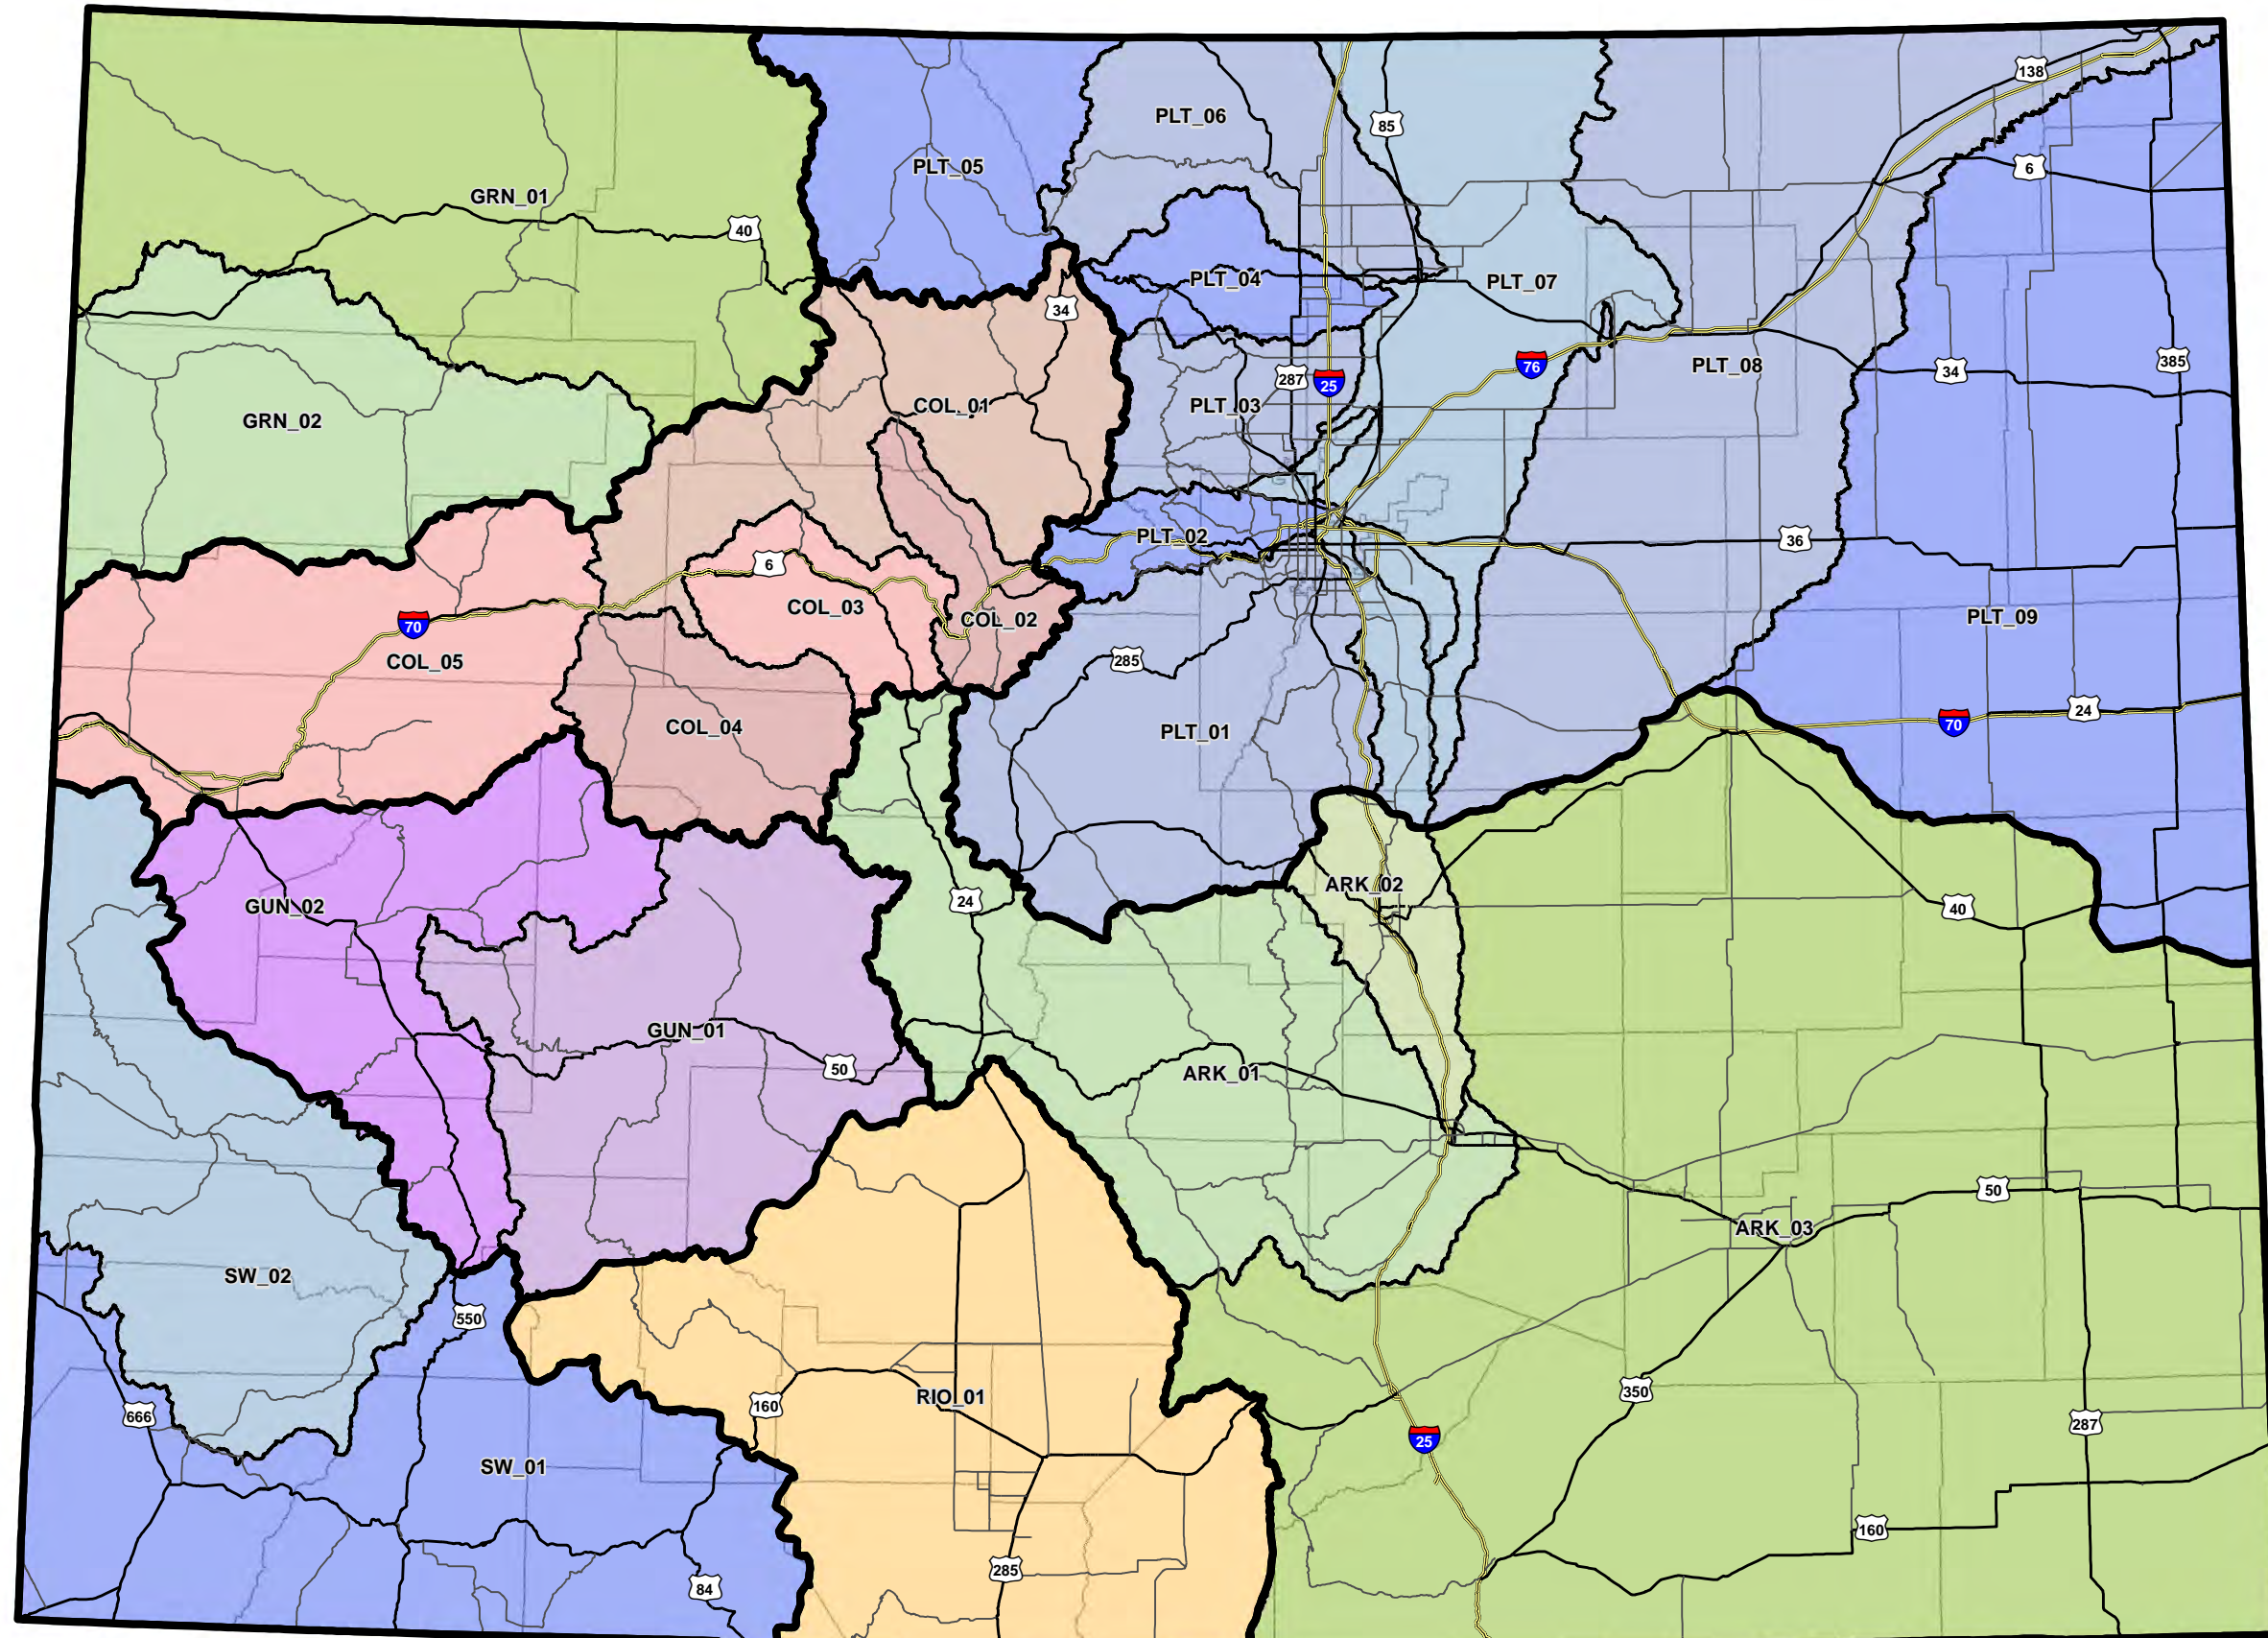 138
PLT_06
85
PLT_05
6
GRN_01
40
PLT_04
PLT_07
34
385
PLT_08
76
34
287
25
COL_01
PLT_03
GRN_02
PLT_02
36
6
COL_03
COL_02
PLT_09
70
COL_05
285
24
70
COL_04
PLT_01
ARK_02
24
GUN_02
40
GUN_01
50
ARK_01
50
ARK_03
SW_02
550
350
RIO_01
160
666
287
25
SW_01
160
285
84